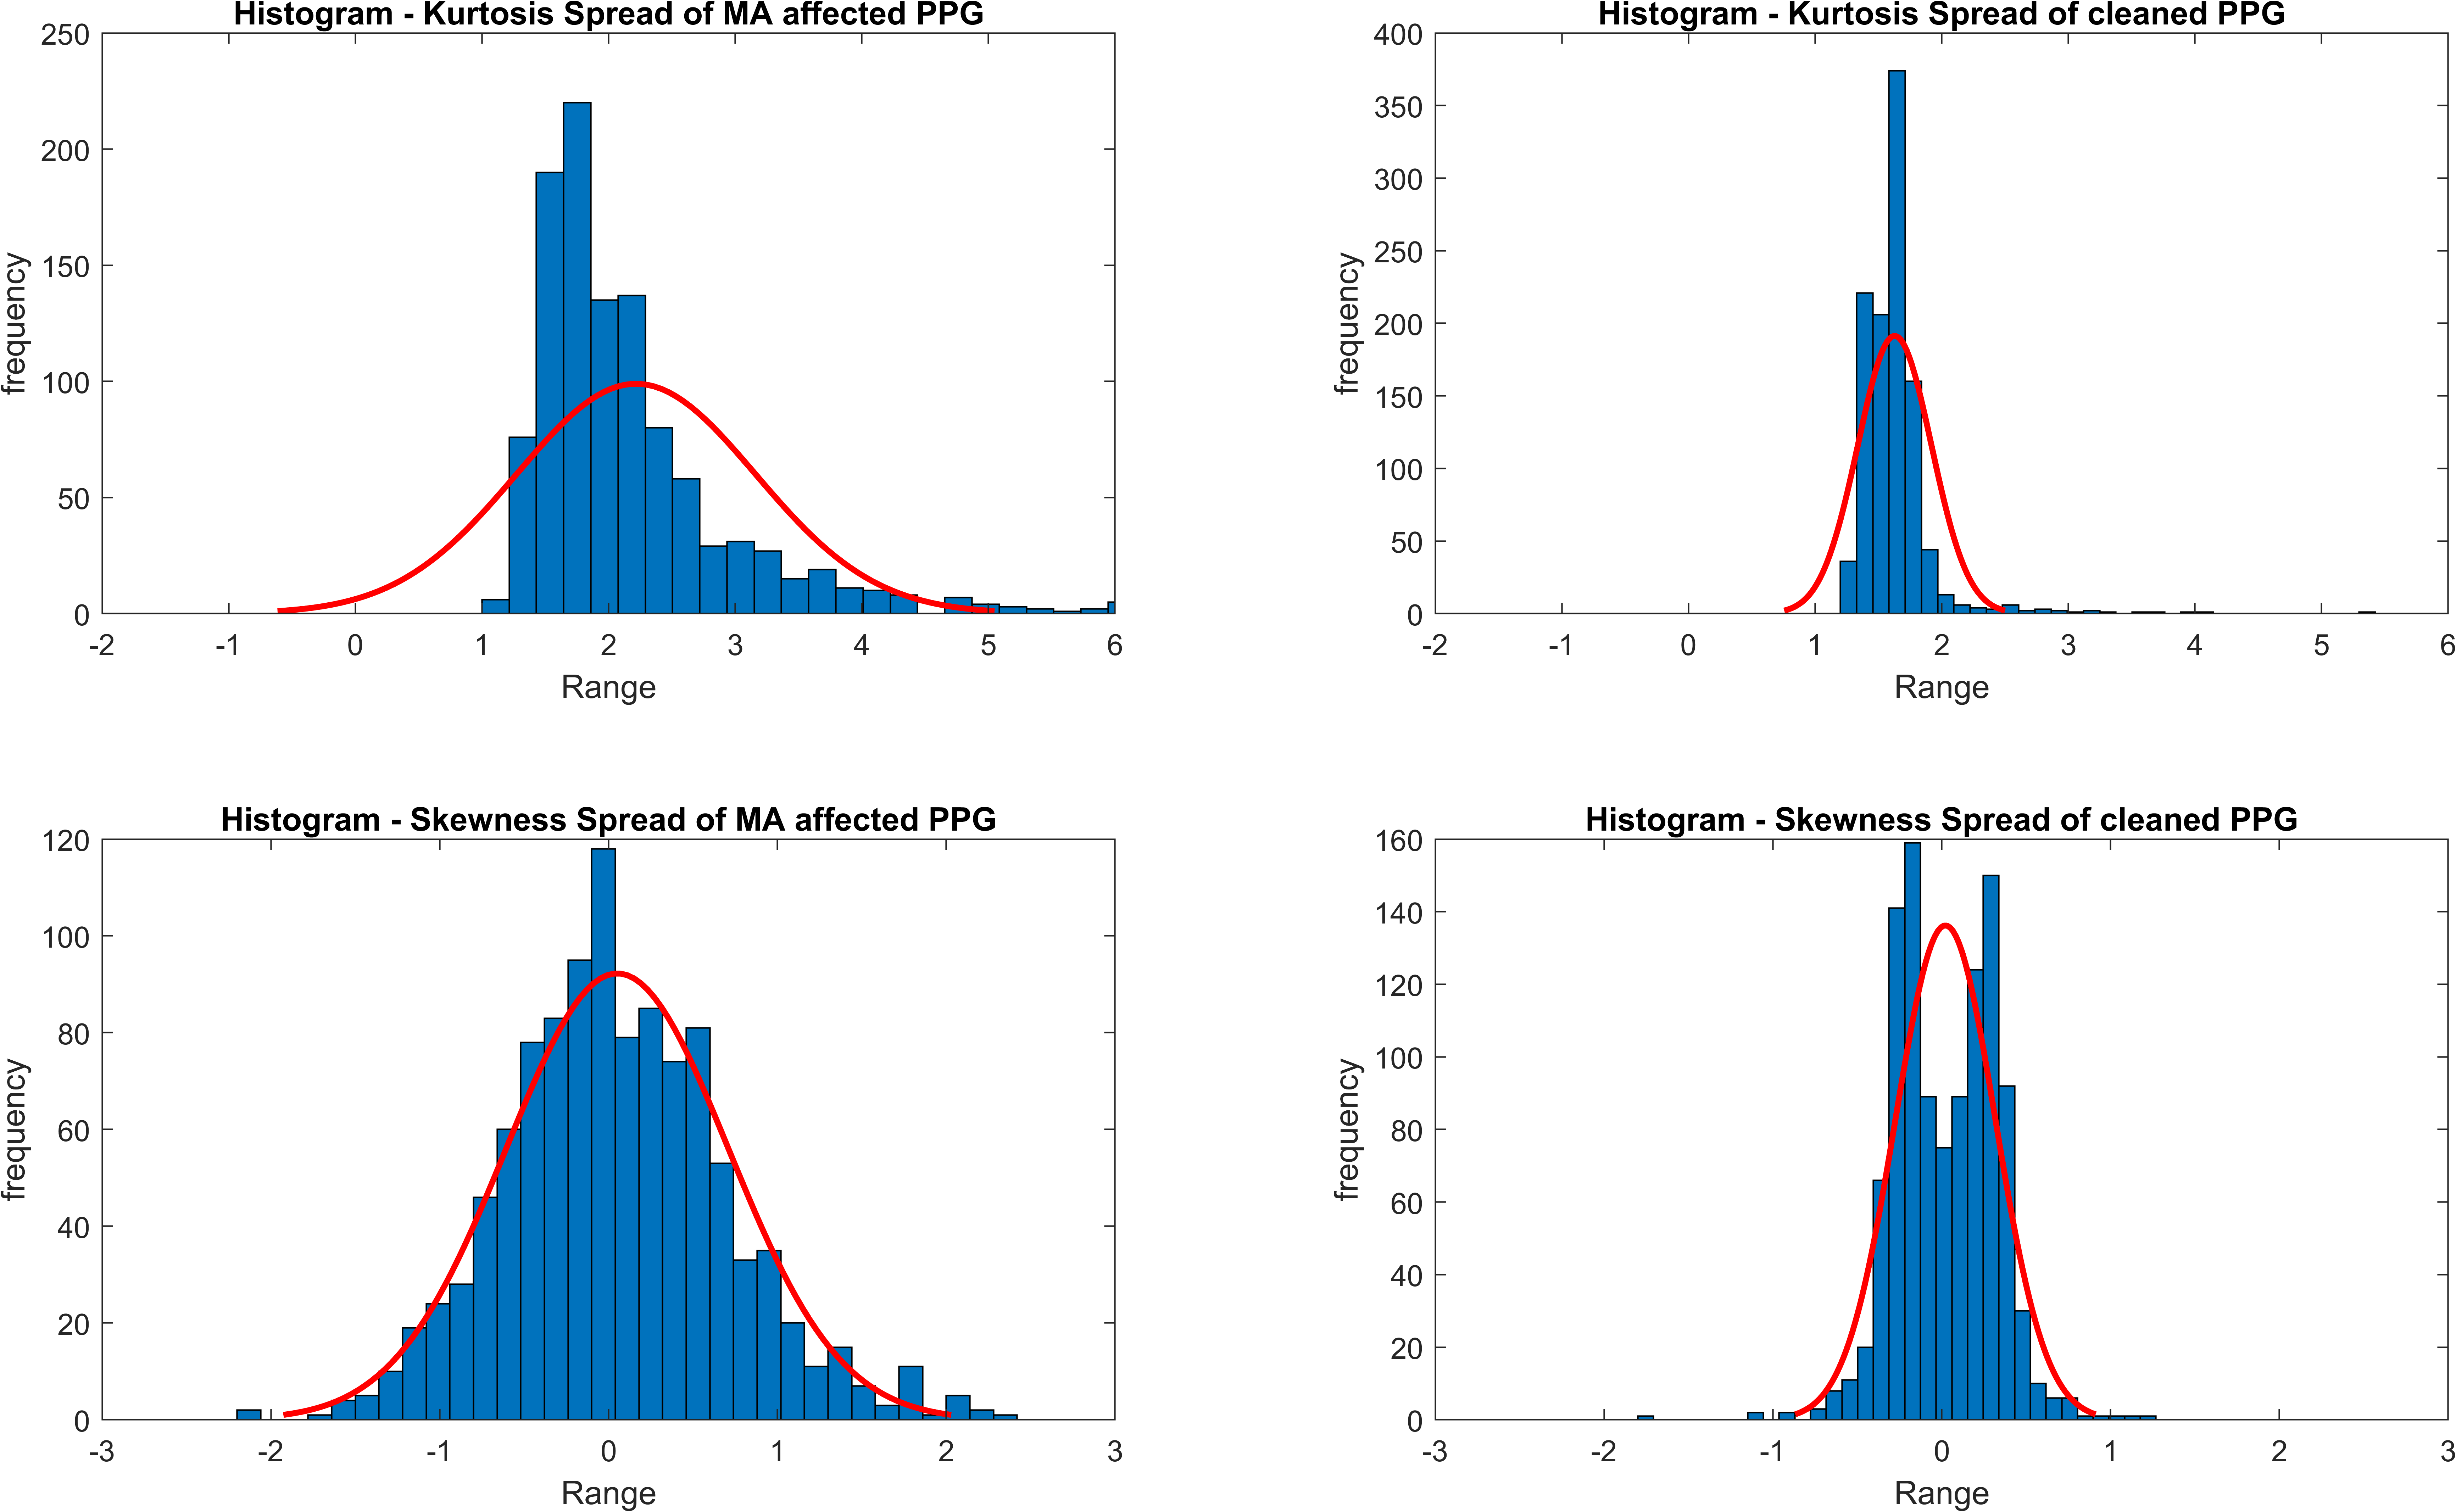 Histogram - Kurtosis Spread of MA affected PPG
250
200
150
100
50
0
frequency
-2 -1 0 1 2 3 4 5 6
Range
Histogram - Kurtosis Spread of cleaned PPG
400
350
300
250
200
150
100
50
0
frequency
-2 -1 0 1 2 3 4 5 6
Range
Histogram - Skewness Spread of MA affected PPG
120
100
80
60
40
20
0
frequency
-3 -2 -1 0 1 2 3
Range
Histogram - Skewness Spread of cleaned PPG
160
140
120
100
80
60
40
20
0
frequency
-3 -2 -1 0 1 2 3
Range